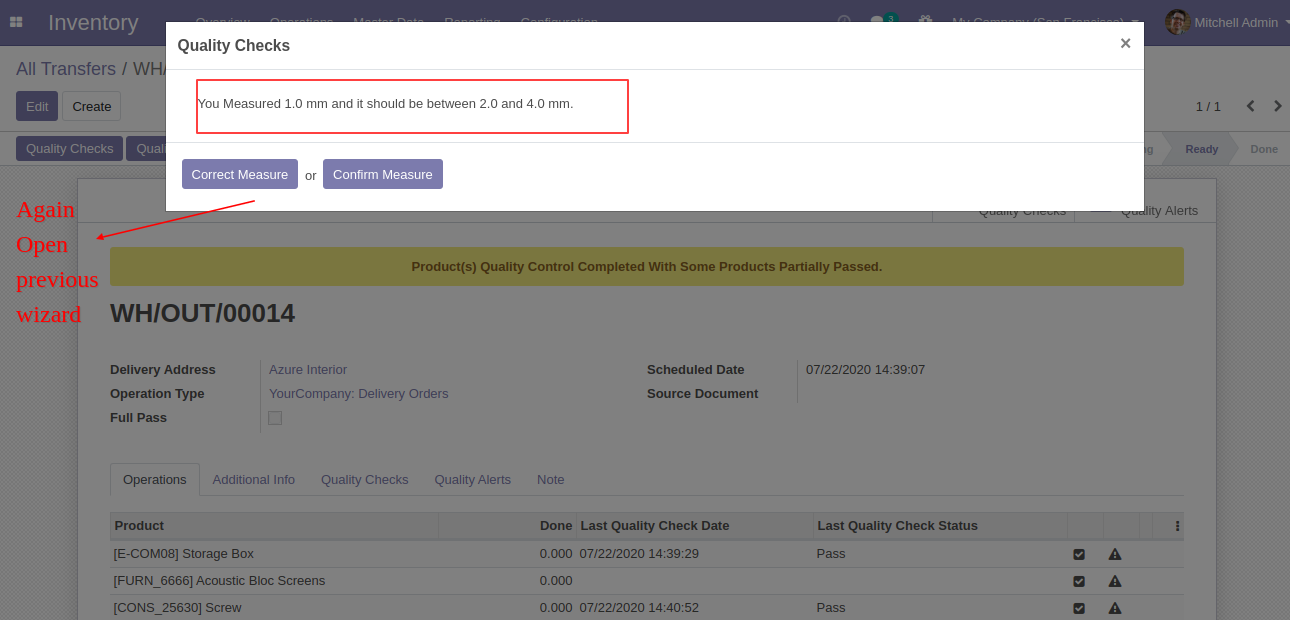 Inventory
Overview Operations Master Data Reporting Configuration
3 My Company (San Francisco) Mitchell Admin
Quality Checks
×
All Transfers / WH/
You Measured 1.0 mm and it should be between 2.0 and 4.0 mm.
Edit Create
1 / 1
Quality Checks
Ready Done
Correct Measure or Confirm Measure
Again
Open
previous
wizard
Quality Checks Quality Alerts
Product(s) Quality Control Completed With Some Products Partially Passed.
WH/OUT/00014
Delivery Address Azure Interior Scheduled Date 07/22/2020 14:39:07
Operation Type YourCompany: Delivery Orders Source Document
Full Pass
Operations Additional Info Quality Checks Quality Alerts Note
Product Done Last Quality Check Date Last Quality Check Status
[E-COM08] Storage Box 0.000 07/22/2020 14:39:29 Pass
[FURN_6666] Acoustic Bloc Screens 0.000
[CONS_25630] Screw 0.000 07/22/2020 14:40:52 Pass